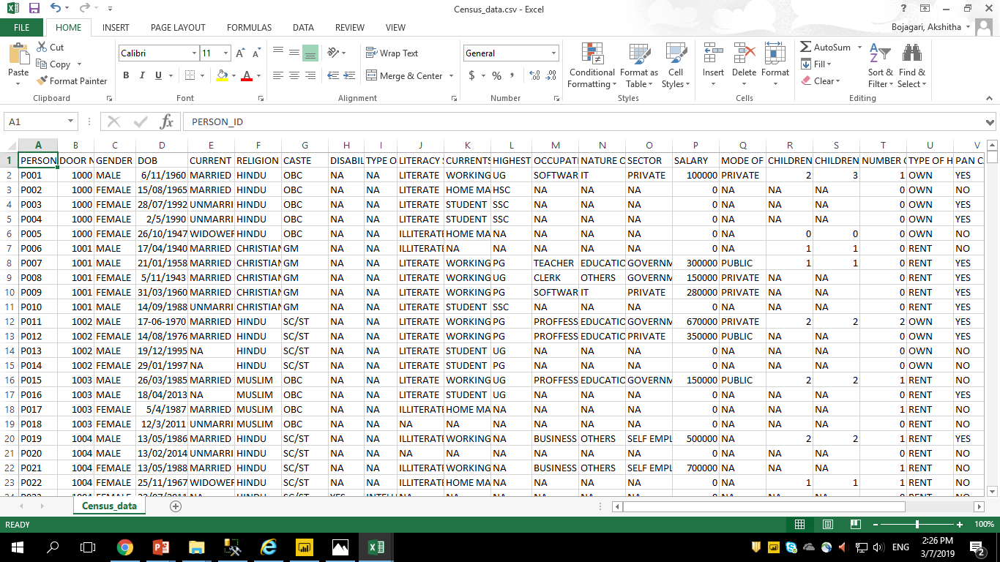 Census_data.csv - Excel
FILE HOME INSERT PAGE LAYOUT FORMULAS DATA REVIEW VIEW Bojagari, Akshitha
Paste Cut Copy Format Painter Clipboard
Calibri 11 B I U Font
Wrap Text Merge & Center Alignment
General $ % , Number
Conditional Formatting Format as Table Cell Styles Styles
Insert Delete Format Cells
AutoSum Fill Clear Sort & Filter Find & Select Editing
A1 fx PERSON_ID
A B C D E F G H I J K L M N O P Q R S T U V
1 PERSON DOOR N GENDER DOB CURRENT RELIGION CASTE DISABIL TYPE O LITERACY S CURRENTS HIGHEST OCCUPATI NATURE O SECTOR SALARY MODE OF CHILDREN CHILDREN NUMBER O TYPE OF H PAN C
2 P001 1000 MALE 6/11/1960 MARRIED HINDU OBC NA NA LITERATE WORKING UG SOFTWAR IT PRIVATE 100000 PRIVATE 2 3 1 OWN YES
3 P002 1000 FEMALE 15/08/1965 MARRIED HINDU OBC NA NA LITERATE HOME MA HSC NA NA NA 0 NA NA NA 0 OWN NO
4 P003 1000 FEMALE 28/07/1992 UNMARRI HINDU OBC NA NA LITERATE STUDENT SSC NA NA NA 0 NA NA NA 0 OWN YES
5 P004 1000 FEMALE 2/5/1990 UNMARRI HINDU OBC NA NA LITERATE STUDENT SSC NA NA NA 0 NA NA NA 0 OWN YES
6 P005 1000 FEMALE 26/10/1947 WIDOWER HINDU OBC NA NA ILLITERATE HOME MA NA NA NA NA 0 NA 0 0 0 OWN NO
7 P006 1001 MALE 17/04/1940 MARRIED CHRISTIAN GM NA NA ILLITERATE NA NA NA NA NA 0 NA 1 1 0 RENT NO
8 P007 1001 MALE 21/01/1958 MARRIED CHRISTIAN GM NA NA LITERATE WORKING PG TEACHER EDUCATIO GOVERNM 300000 PUBLIC 1 1 0 RENT YES
9 P008 1001 FEMALE 5/11/1943 MARRIED CHRISTIAN GM NA NA LITERATE WORKING UG CLERK OTHERS GOVERNM 150000 PRIVATE NA NA 0 RENT YES
10 P009 1001 FEMALE 31/03/1960 MARRIED CHRISTIAN GM NA NA LITERATE WORKING PG SOFTWAR IT PRIVATE 280000 PRIVATE NA NA 0 RENT YES
11 P010 1001 MALE 14/09/1988 UNMARRI CHRISTIAN GM NA NA LITERATE STUDENT SSC NA NA NA 0 NA NA NA 0 RENT YES
12 P011 1002 MALE 17-06-1970 MARRIED HINDU SC/ST NA NA LITERATE WORKING PG PROFFESS EDUCATIO GOVERNM 670000 PRIVATE 2 2 2 OWN YES
13 P012 1002 FEMALE 14/08/1976 MARRIED HINDU SC/ST NA NA LITERATE WORKING PG PROFFESS EDUCATIO PRIVATE 350000 PUBLIC NA NA 0 OWN YES
14 P013 1002 MALE 19/12/1995 NA HINDU SC/ST NA NA LITERATE STUDENT UG NA NA NA 0 NA NA NA 0 OWN NO
15 P014 1002 FEMALE 29/01/1997 NA HINDU SC/ST NA NA LITERATE STUDENT PG NA NA NA 0 NA NA NA 0 OWN NO
16 P015 1003 MALE 26/03/1985 MARRIED MUSLIM OBC NA NA LITERATE WORKING UG PROFFESS EDUCATIO GOVERNM 150000 PUBLIC 2 2 1 RENT NO
17 P016 1003 MALE 18/04/2013 NA MUSLIM OBC NA NA LITERATE STUDENT UG NA NA NA 0 NA NA NA 0 RENT YES
18 P017 1003 FEMALE 5/4/1987 MARRIED MUSLIM OBC NA NA ILLITERATE HOME MA NA NA NA NA 0 NA NA NA 1 RENT NO
19 P018 1003 FEMALE 12/3/2011 UNMARRI MUSLIM OBC NA NA NA NA NA NA NA NA 0 NA NA NA 0 RENT NO
20 P019 1004 MALE 13/05/1986 MARRIED HINDU SC/ST NA NA ILLITERATE WORKING NA BUSINESS OTHERS SELF EMPL 500000 NA 2 2 1 RENT YES
21 P020 1004 MALE 13/02/2014 UNMARRI HINDU SC/ST NA NA NA NA NA NA NA NA 0 NA NA NA 0 RENT NO
22 P021 1004 FEMALE 13/05/1988 MARRIED HINDU SC/ST NA NA ILLITERATE WORKING NA BUSINESS OTHERS SELF EMPL 700000 NA NA NA 1 RENT NO
23 P022 1004 FEMALE 25/11/1967 WIDOWER HINDU SC/ST NA NA ILLITERATE HOME MA NA NA NA NA 0 NA 1 1 1 RENT NO
Census_data
READY 100%
ENG 2:26 PM
3/7/2019 2